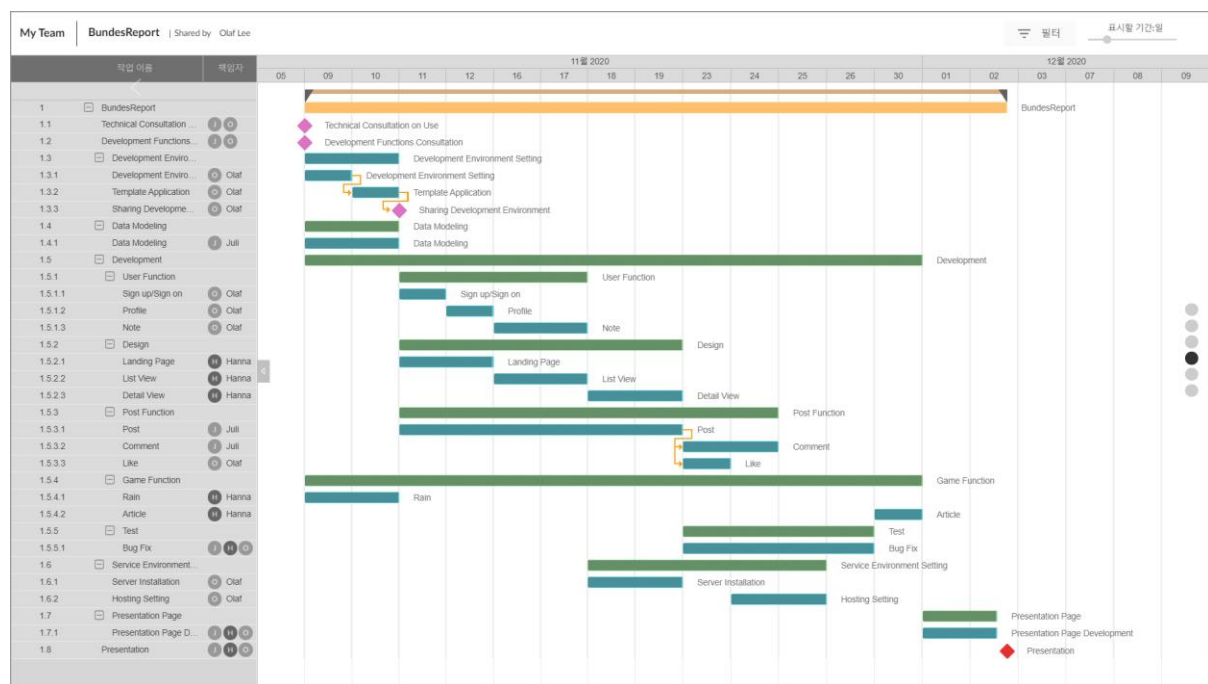 My Team BundesReport | Shared by Olaf Lee 필터 표시할 기간:일
작업 이름 책임자 11월 2020 12월 2020
05 09 10 11 12 16 17 18 19 23 24 25 26 30 01 02 03 07 08 09
1 BundesReport BundesReport
1.1 Technical Consultation ... J O Technical Consultation on Use
1.2 Development Functions... J O Development Functions Consultation
1.3 Development Enviro... Development Environment Setting
1.3.1 Development Enviro... O Olaf Development Environment Setting
1.3.2 Template Application O Olaf Template Application
1.3.3 Sharing Developme... O Olaf Sharing Development Environment
1.4 Data Modeling Data Modeling
1.4.1 Data Modeling J Juli Data Modeling
1.5 Development Development
1.5.1 User Function User Function
1.5.1.1 Sign up/Sign on O Olaf Sign up/Sign on
1.5.1.2 Profile O Olaf Profile
1.5.1.3 Note O Olaf Note
1.5.2 Design Design
1.5.2.1 Landing Page H Hanna Landing Page
1.5.2.2 List View H Hanna List View
1.5.2.3 Detail View H Hanna Detail View
1.5.3 Post Function Post Function
1.5.3.1 Post J Juli Post
1.5.3.2 Comment J Juli Comment
1.5.3.3 Like O Olaf Like
1.5.4 Game Function Game Function
1.5.4.1 Rain H Hanna Rain
1.5.4.2 Article H Hanna Article
1.5.5 Test Test
1.5.5.1 Bug Fix J H O Bug Fix
1.6 Service Environment... Service Environment Setting
1.6.1 Server Installation O Olaf Server Installation
1.6.2 Hosting Setting O Olaf Hosting Setting
1.7 Presentation Page Presentation Page
1.7.1 Presentation Page D... J H O Presentation Page Development
1.8 Presentation J H O Presentation